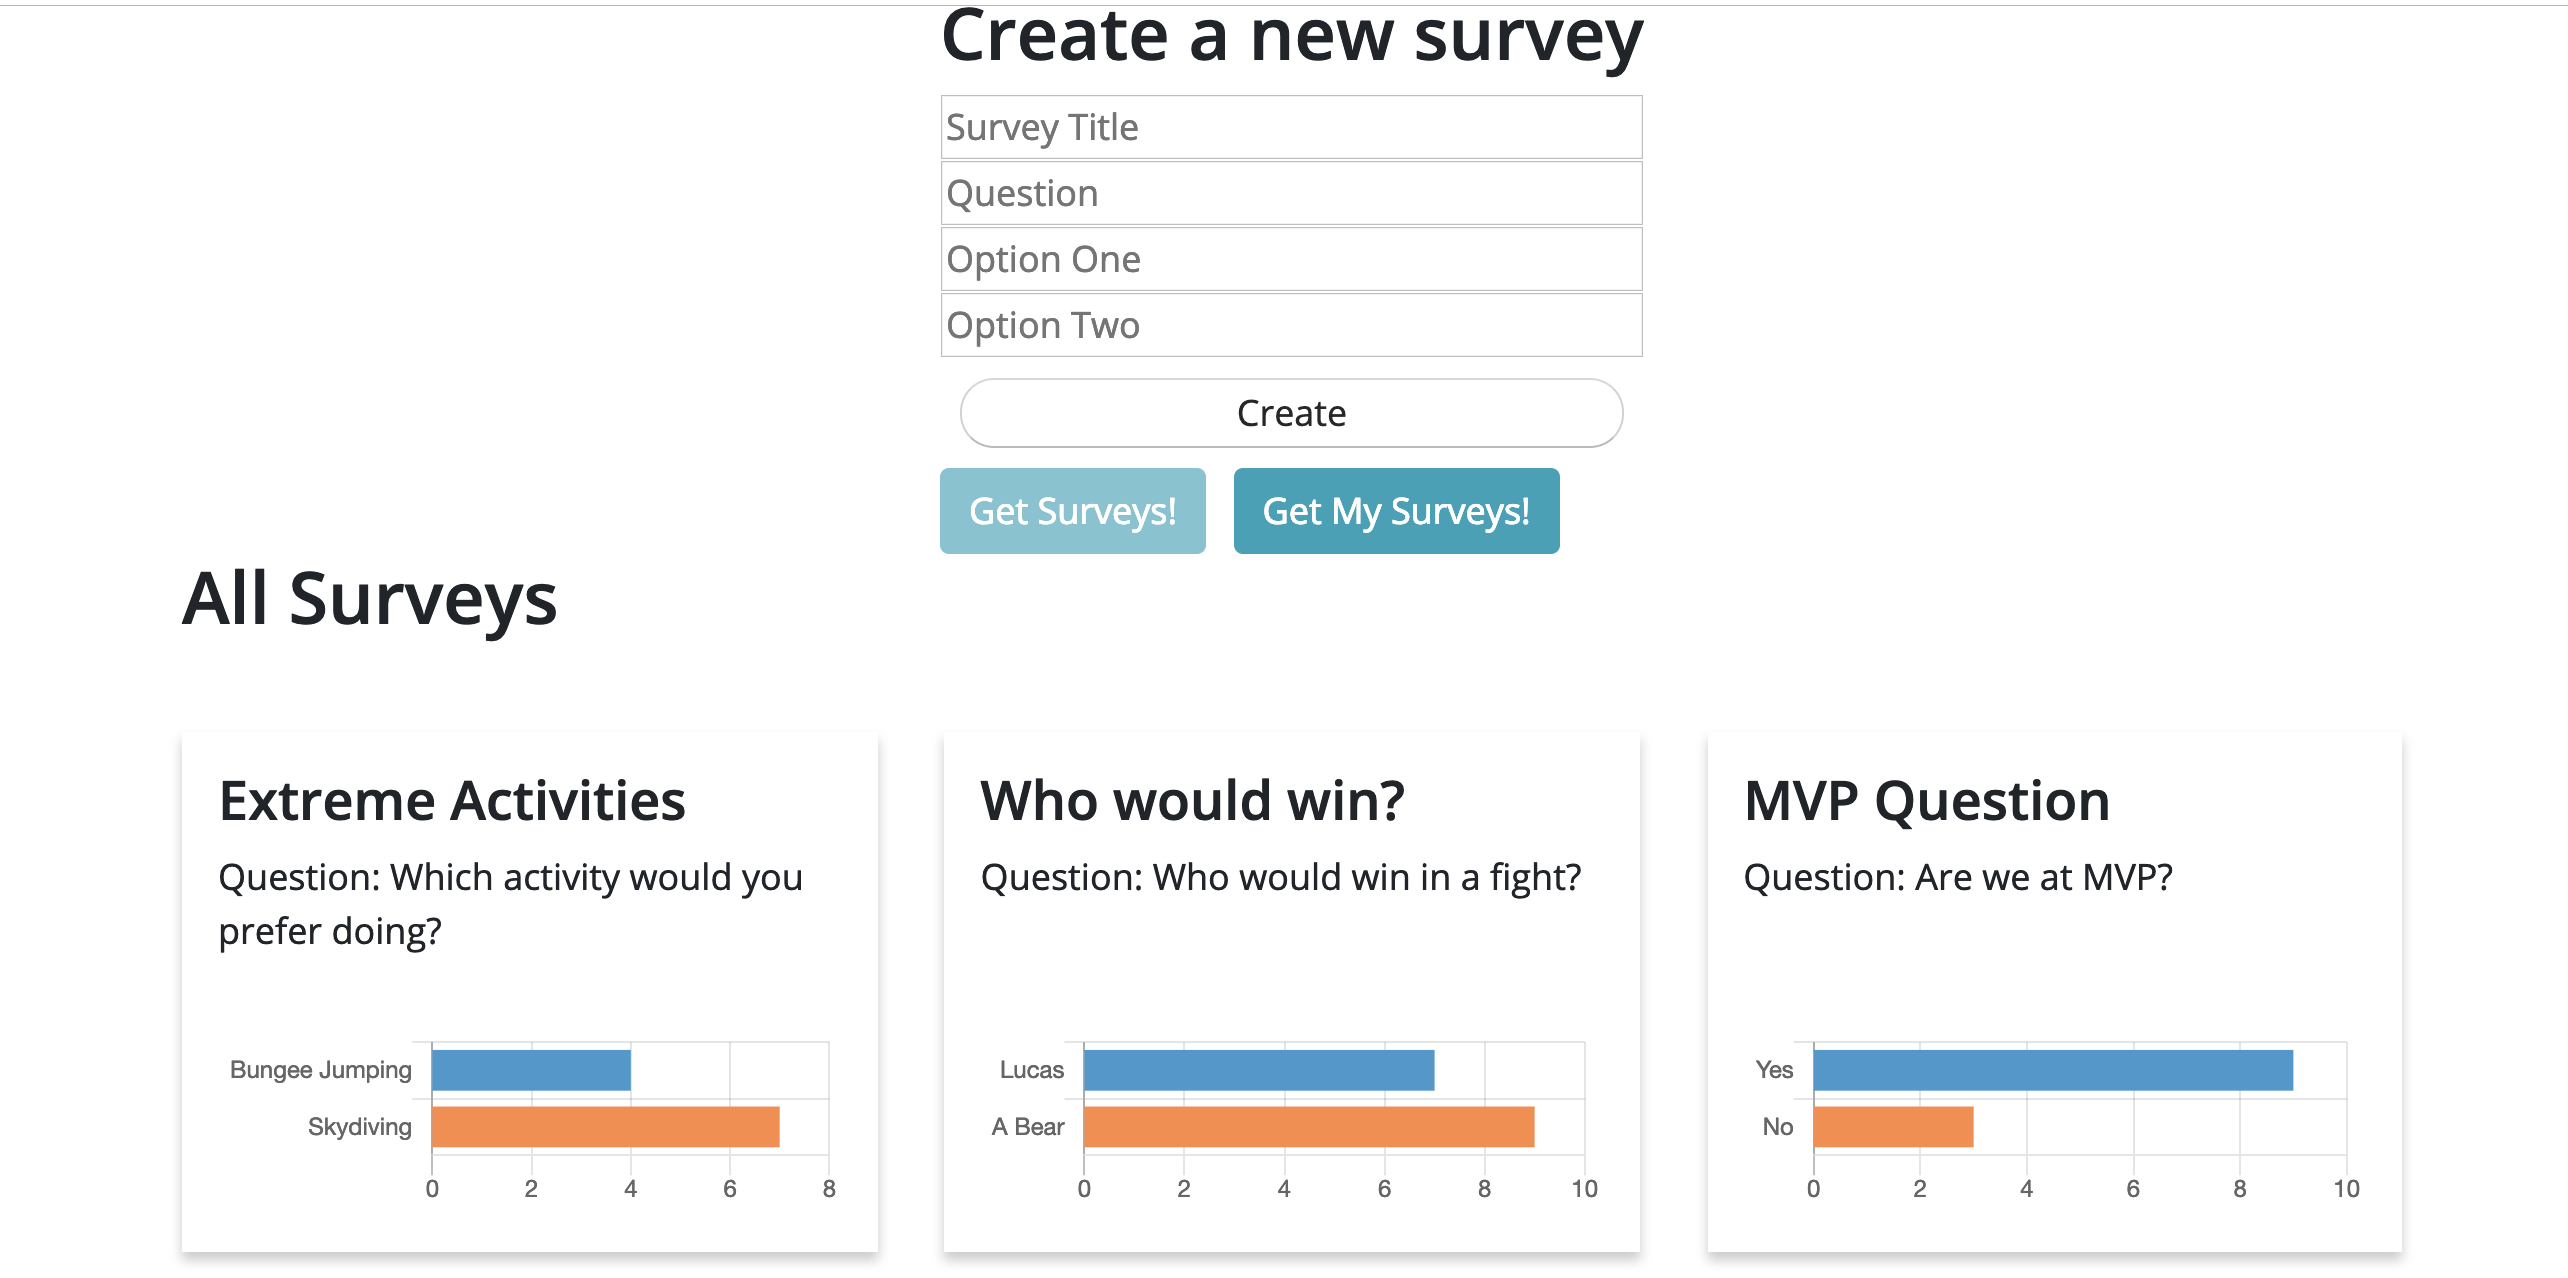 Create a new survey
Survey Title
Question
Option One
Option Two
Create
Get Surveys! Get My Surveys!
All Surveys
Extreme Activities
Question: Which activity would you
prefer doing?
Bungee Jumping
Skydiving
0 2 4 6 8
Who would win?
Question: Who would win in a fight?
Lucas
A Bear
0 2 4 6 8 10
MVP Question
Question: Are we at MVP?
Yes
No
0 2 4 6 8 10